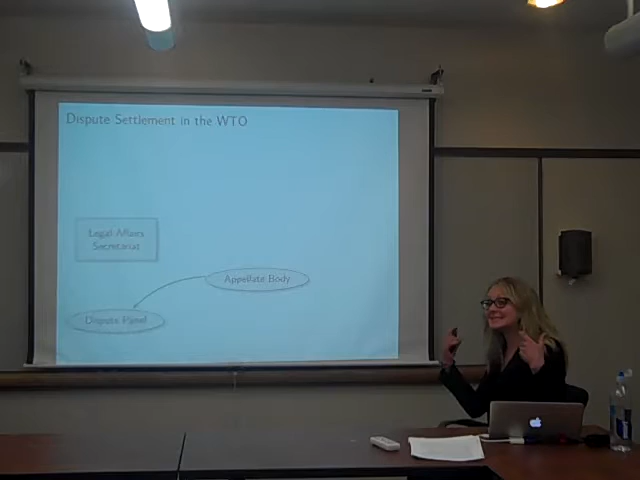 Dispute Settlement in the WTO
Legal Affairs
Secretariat
Appellate Body
Dispute Panel